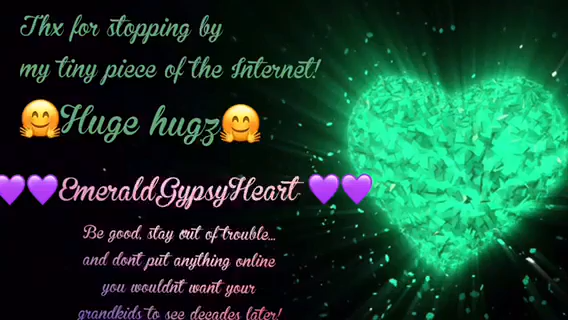 Thx for stopping by
my tiny piece of the Internet!
🤗Huge hugz🤗
💜💜EmeraldGypsyHeart 💜💜
Be good, stay out of trouble...
and dont put anything online
you wouldnt want your
grandkids to see decades later!